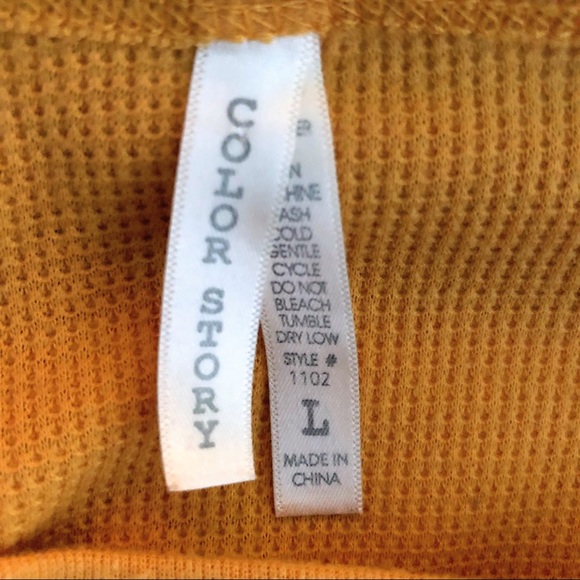 COLOR STORY
GENTLE
CYCLE
DO NOT
BLEACH
TUMBLE
DRY LOW
STYLE #
1102
L
MADE IN
CHINA